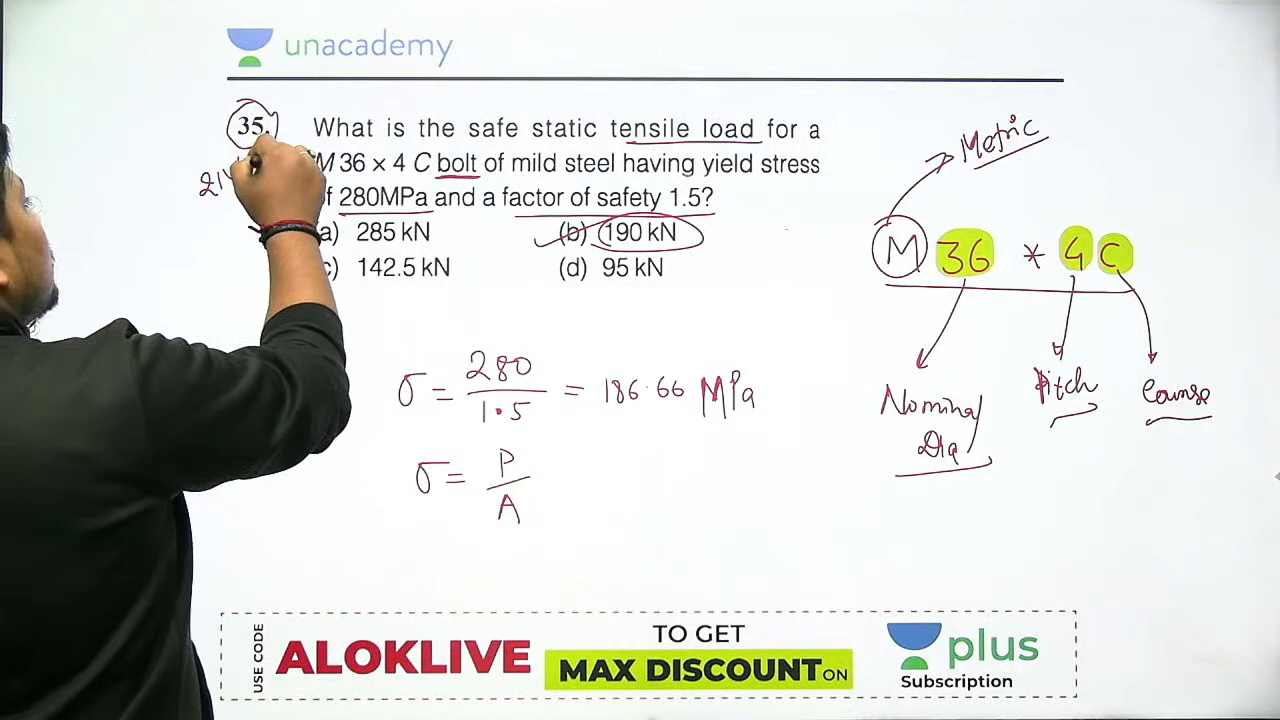 unacademy
35.
What is the safe static tensile load for a
M 36 × 4 C bolt of mild steel having yield stress
f 280MPa and a factor of safety 1.5?
a) 285 kN (b) 190 kN
c) 142.5 kN (d) 95 kN
Metric
M 36 * 4 C
Nominal
Dia
Pitch
Course
σ = 280 / 1.5 = 186.66 MPa
σ = P / A
USE CODE
ALOKLIVE
TO GET
MAX DISCOUNT ON
plus
Subscription